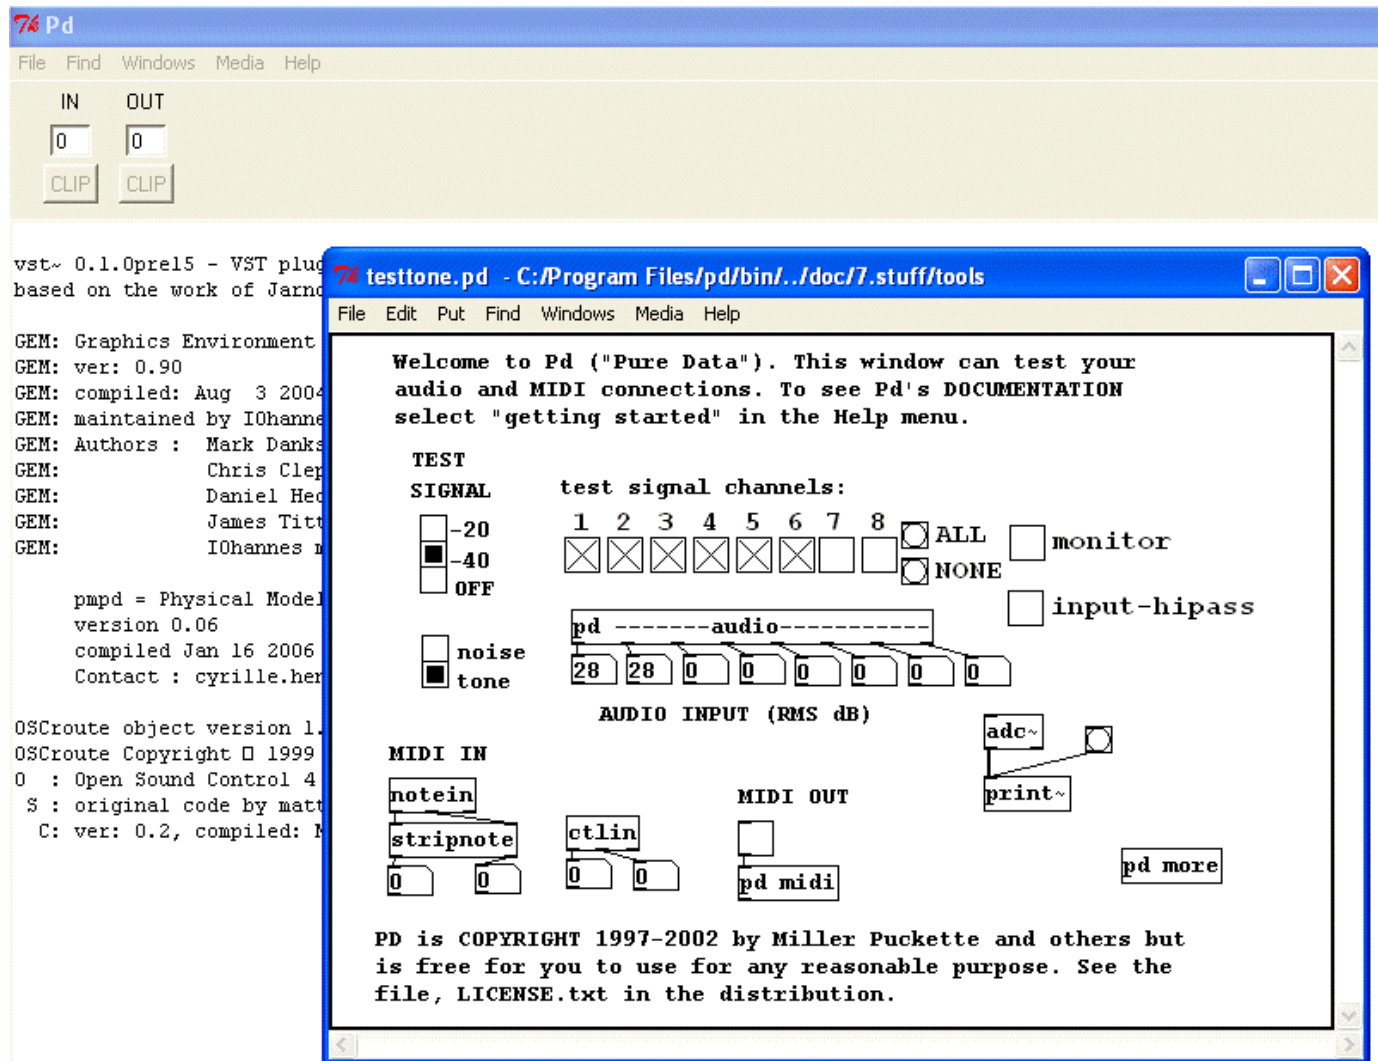 Pd
File Find Windows Media Help
IN OUT
0 0
CLIP CLIP
vst~ 0.1.0pre15 - VST plug
based on the work of Jarno
GEM: Graphics Environment
GEM: ver: 0.90
GEM: compiled: Aug 3 2004
GEM: maintained by IOhanne
GEM: Authors : Mark Danks
GEM: Chris Clep
GEM: Daniel Hec
GEM: James Titt
GEM: IOhannes m
pmpd = Physical Model
version 0.06
compiled Jan 16 2006
Contact : cyrille.her
OSCroute object version 1.
OSCroute Copyright 1999
O : Open Sound Control 4
S : original code by matt
C: ver: 0.2, compiled:
testtone.pd - C:/Program Files/pd/bin/../doc/7.stuff/tools
File Edit Put Find Windows Media Help
Welcome to Pd ("Pure Data"). This window can test your
audio and MIDI connections. To see Pd's DOCUMENTATION
select "getting started" in the Help menu.
TEST
SIGNAL
-20
-40
OFF
noise
tone
test signal channels:
1 2 3 4 5 6 7 8
ALL
NONE
monitor
input-hipass
pd -------audio-----------
28 28 0 0 0 0 0 0
AUDIO INPUT (RMS dB)
adc~
print~
MIDI IN
notein
stripnote
0 0
ctlin
0 0
MIDI OUT
pd midi
pd more
PD is COPYRIGHT 1997-2002 by Miller Puckette and others but
is free for you to use for any reasonable purpose. See the
file, LICENSE.txt in the distribution.